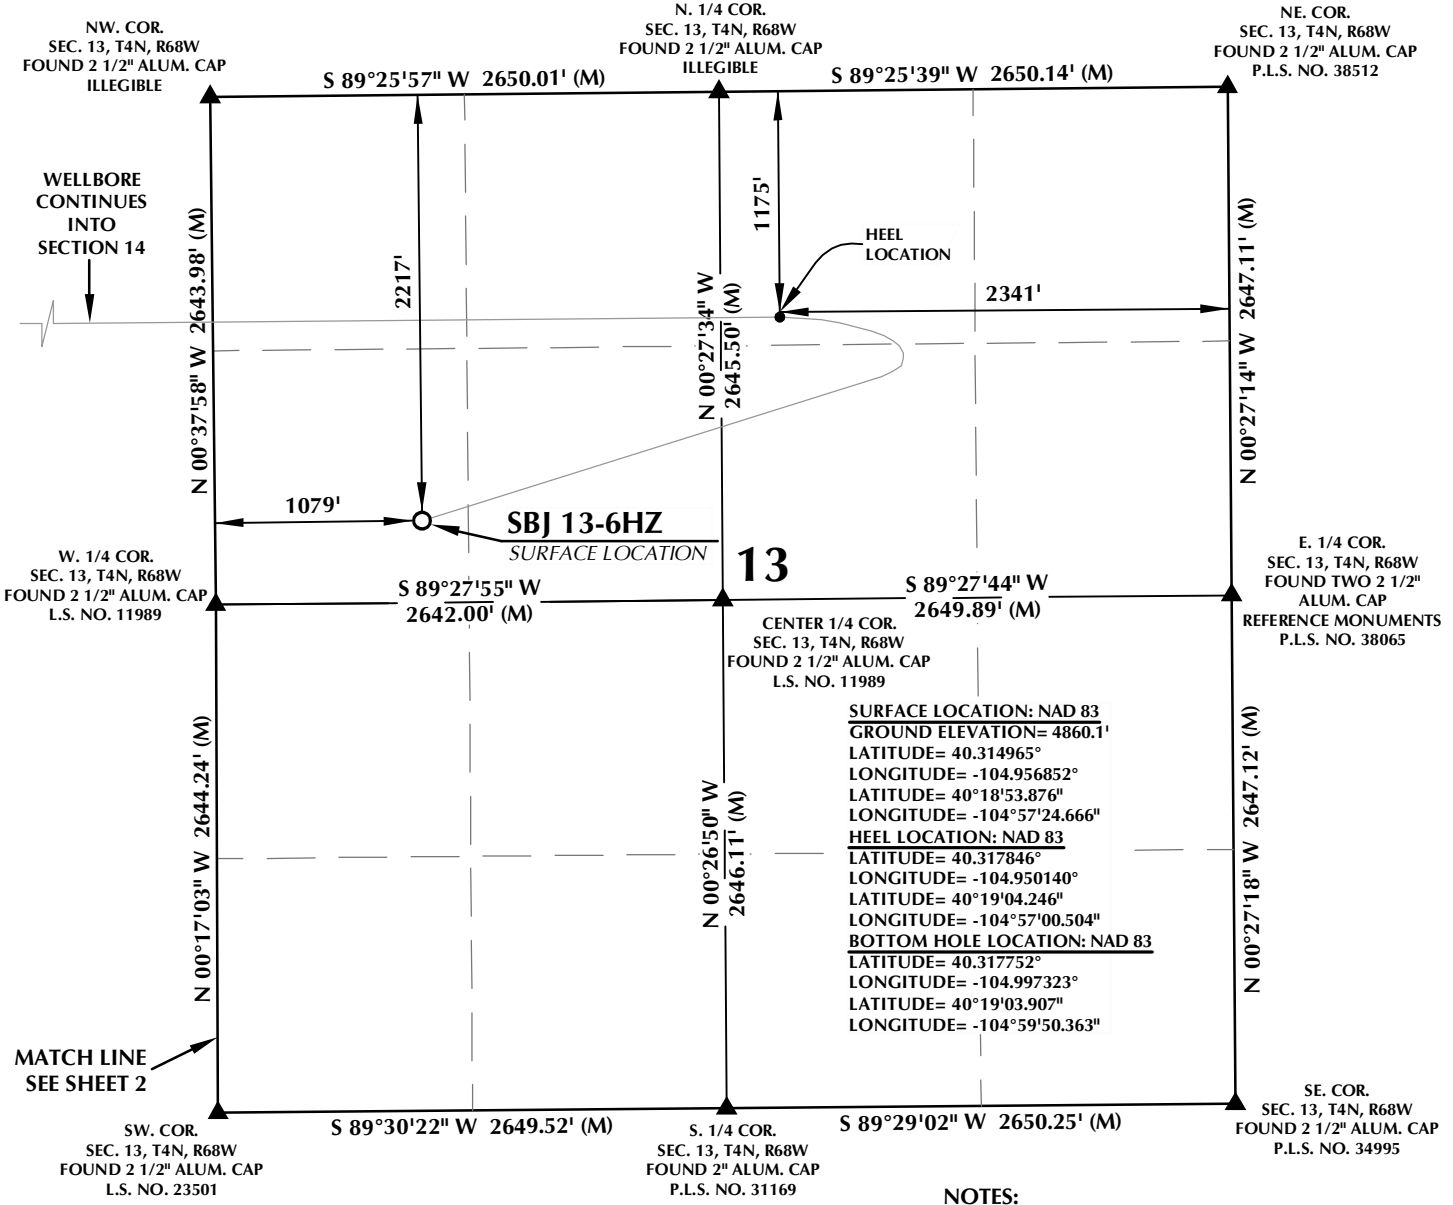 NW. COR.
SEC. 13, T4N, R68W
FOUND 2 1/2" ALUM. CAP
ILLEGIBLE
N. 1/4 COR.
SEC. 13, T4N, R68W
FOUND 2 1/2" ALUM. CAP
ILLEGIBLE
NE. COR.
SEC. 13, T4N, R68W
FOUND 2 1/2" ALUM. CAP
P.L.S. NO. 38512
S 89°25'57" W 2650.01' (M)
S 89°25'39" W 2650.14' (M)
WELLBORE
CONTINUES
INTO
SECTION 14
N 00°37'58" W 2643.98' (M)
2217'
1175'
HEEL
LOCATION
2341'
N 00°27'34" W
2645.50' (M)
N 00°27'14" W 2647.11' (M)
1079'
SBJ 13-6HZ
SURFACE LOCATION
13
W. 1/4 COR.
SEC. 13, T4N, R68W
FOUND 2 1/2" ALUM. CAP
L.S. NO. 11989
S 89°27'55" W
2642.00' (M)
S 89°27'44" W
2649.89' (M)
E. 1/4 COR.
SEC. 13, T4N, R68W
FOUND TWO 2 1/2"
ALUM. CAP
REFERENCE MONUMENTS
P.L.S. NO. 38065
CENTER 1/4 COR.
SEC. 13, T4N, R68W
FOUND 2 1/2" ALUM. CAP
L.S. NO. 11989
SURFACE LOCATION: NAD 83
GROUND ELEVATION= 4860.1'
LATITUDE= 40.314965°
LONGITUDE= -104.956852°
LATITUDE= 40°18'53.876"
LONGITUDE= -104°57'24.666"
HEEL LOCATION: NAD 83
LATITUDE= 40.317846°
LONGITUDE= -104.950140°
LATITUDE= 40°19'04.246"
LONGITUDE= -104°57'00.504"
BOTTOM HOLE LOCATION: NAD 83
LATITUDE= 40.317752°
LONGITUDE= -104.997323°
LATITUDE= 40°19'03.907"
LONGITUDE= -104°59'50.363"
N 00°17'03" W 2644.24' (M)
N 00°26'50" W
2646.11' (M)
N 00°27'18" W 2647.12' (M)
MATCH LINE
SEE SHEET 2
S 89°30'22" W 2649.52' (M)
S 89°29'02" W 2650.25' (M)
SW. COR.
SEC. 13, T4N, R68W
FOUND 2 1/2" ALUM. CAP
L.S. NO. 23501
S. 1/4 COR.
SEC. 13, T4N, R68W
FOUND 2" ALUM. CAP
P.L.S. NO. 31169
SE. COR.
SEC. 13, T4N, R68W
FOUND 2 1/2" ALUM. CAP
P.L.S. NO. 34995
NOTES: